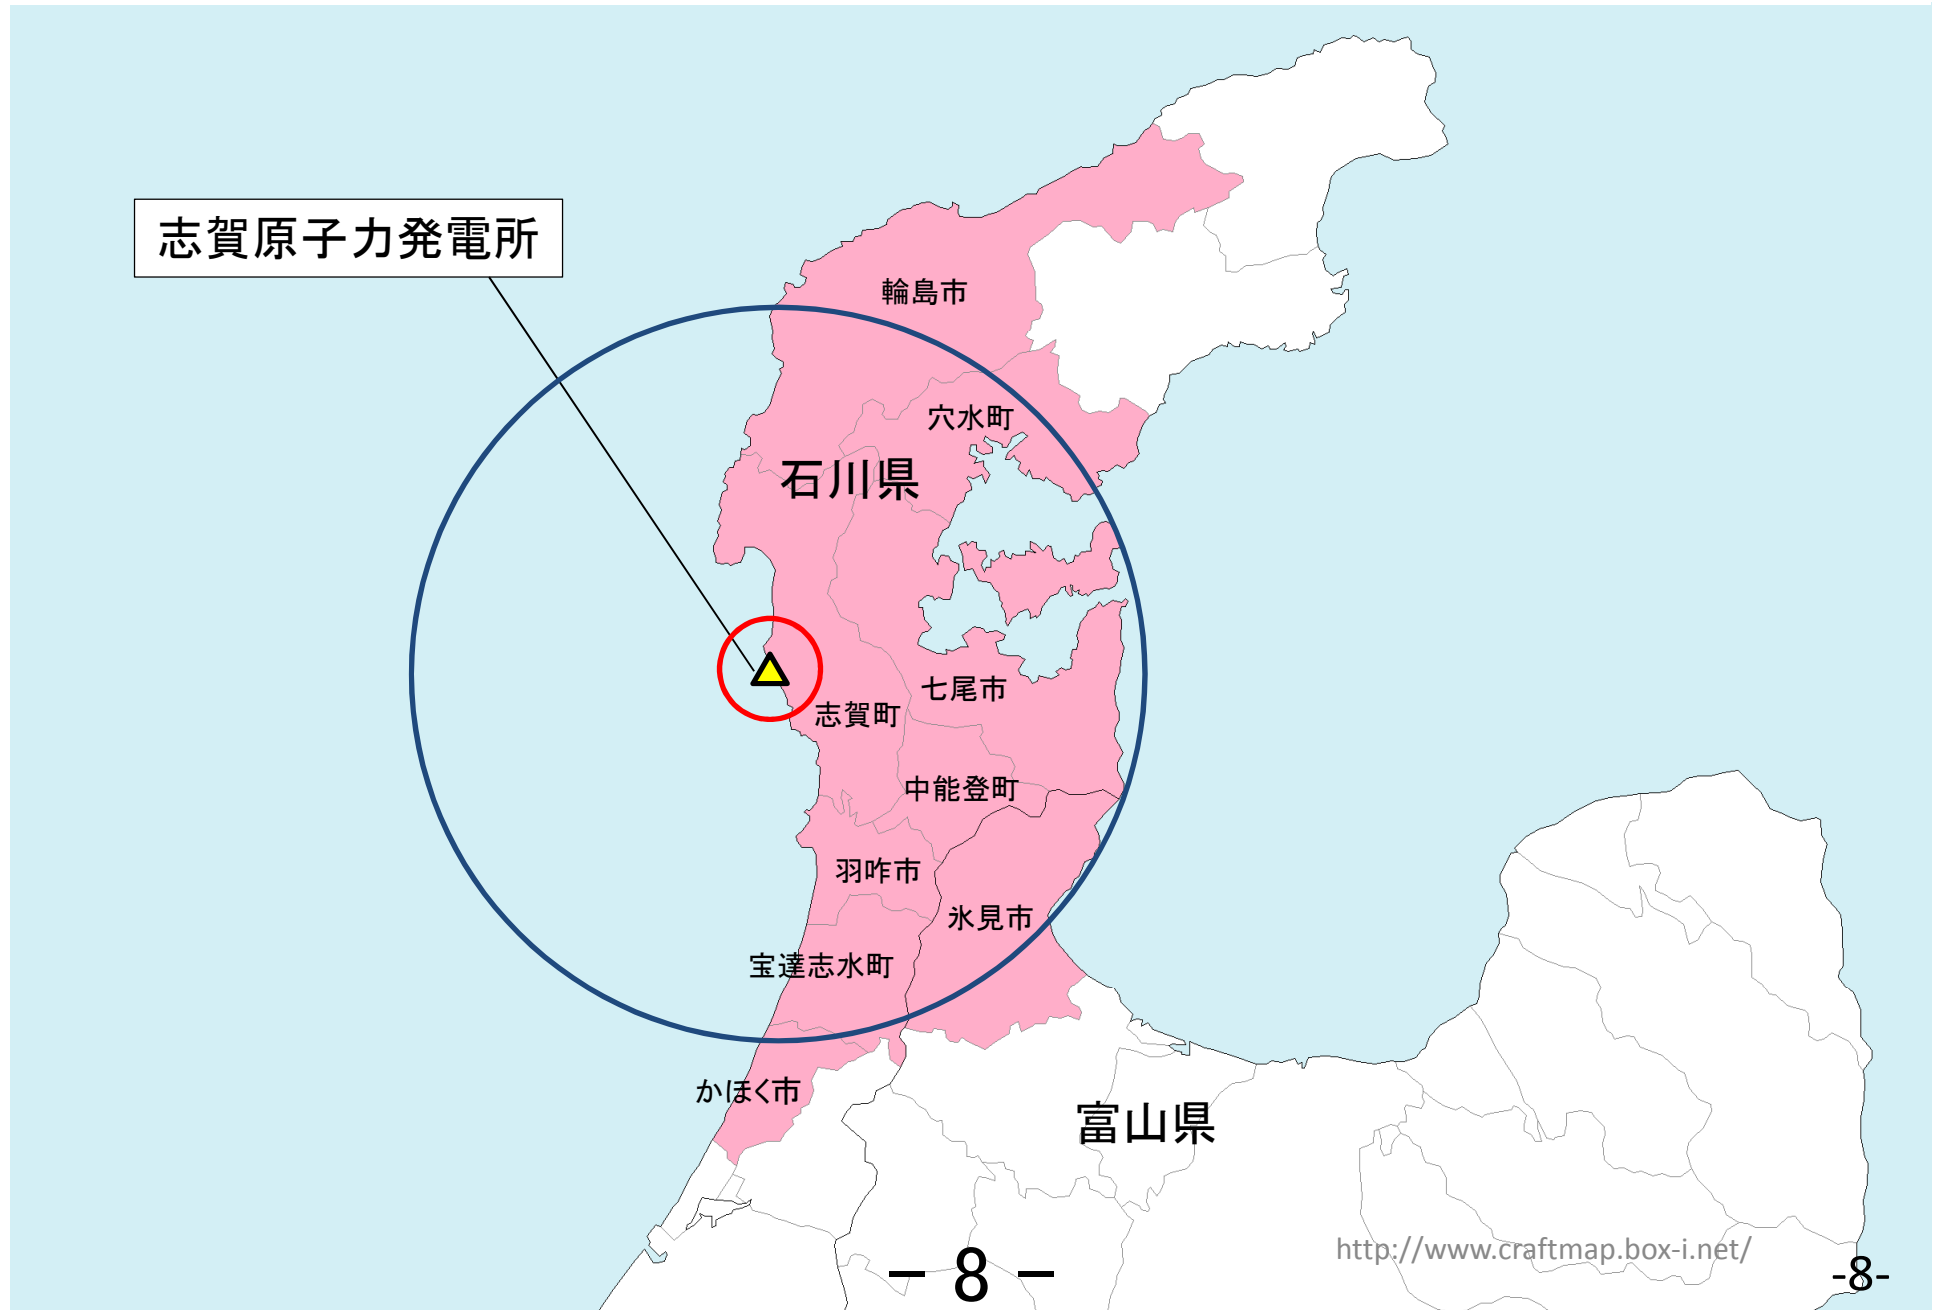 志賀原子力発電所
輪島市
穴水町
石川県
七尾市
志賀町
中能登町
羽咋市
氷見市
宝達志水町
かほく市
富山県
http://www.craftmap.box-i.net/
－ 8 －
-8-